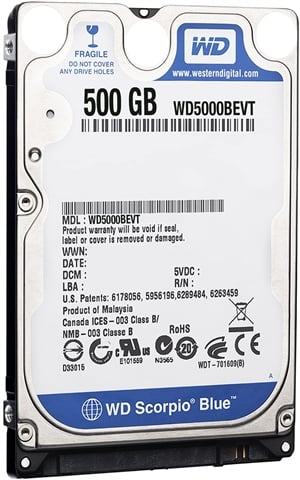 FRAGILE
DO NOT COVER
ANY DRIVE HOLES
WD
www.westerndigital.com
500 GB WD5000BEVT
MDL: WD5000BEVT
Product warranty will be void if seal,
label or cover is removed or damaged.
WWN:
DATE:
DCM: 5VDC:
LBA: R/N:
U.S. Patents: 6178056, 5956196,6289484, 6263459
Product of Malaysia
Canada ICES-003 Class B/
NMB-003 Classe B
RoHS
20
D33015 E101559 N3565 WDT-701609(B)
A
WD Scorpio® Blue™